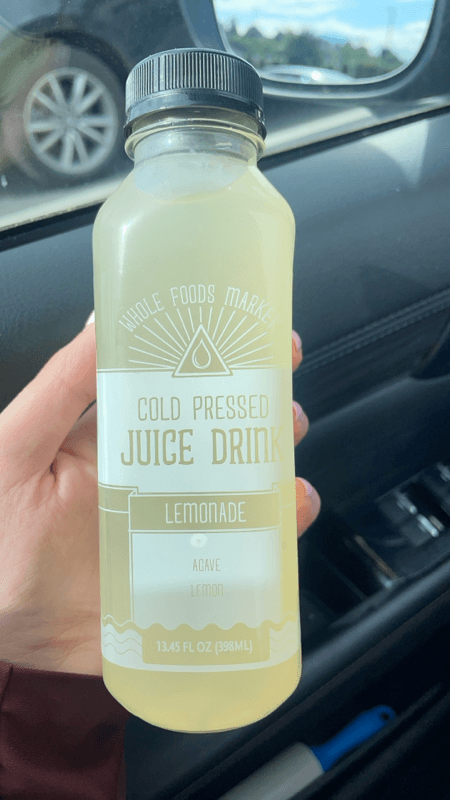 WHOLE FOODS MARKET
COLD PRESSED
JUICE DRINK
LEMONADE
AGAVE
LEMON
13.45 FL OZ (398ML)